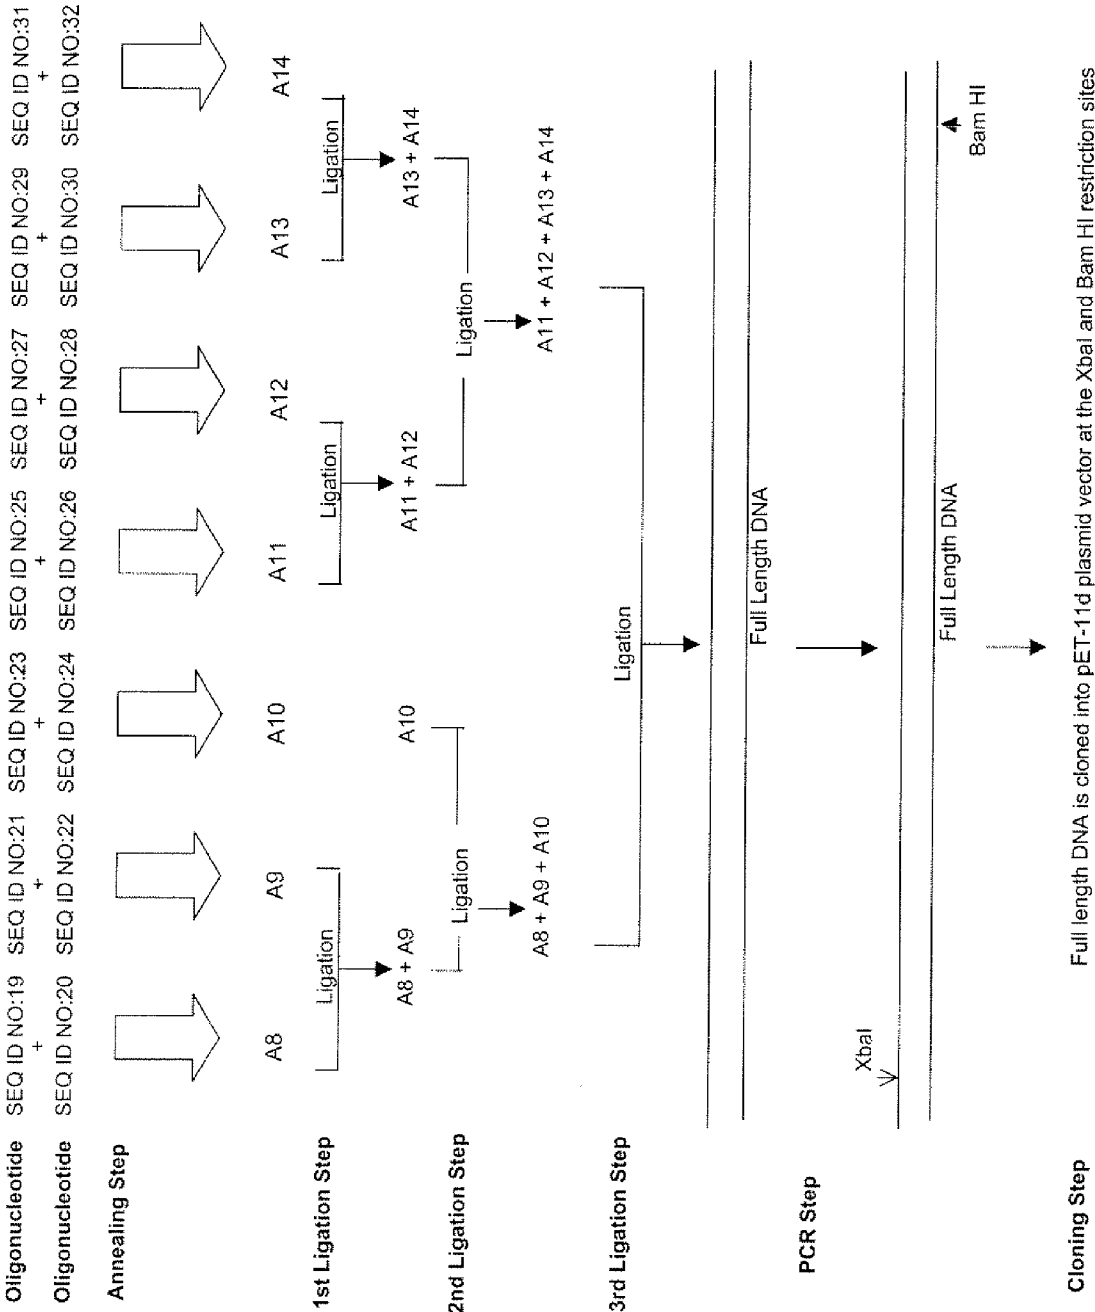 Oligonucleotide SEQ ID NO:19 SEQ ID NO:21 SEQ ID NO:23 SEQ ID NO:25 SEQ ID NO:27 SEQ ID NO:29 SEQ ID NO:31
+ + + + + + +
Oligonucleotide SEQ ID NO:20 SEQ ID NO:22 SEQ ID NO:24 SEQ ID NO:26 SEQ ID NO:28 SEQ ID NO:30 SEQ ID NO:32
Annealing Step
A8 A9 A10 A11 A12 A13 A14
1st Ligation Step Ligation Ligation Ligation
A8 + A9 A10 A11 + A12 A13 + A14
2nd Ligation Step Ligation Ligation
A8 + A9 + A10 A11 + A12 + A13 + A14
3rd Ligation Step Ligation
Full Length DNA
PCR Step
XbaI
Full Length DNA
Bam HI
Cloning Step Full length DNA is cloned into pET-11d plasmid vector at the XbaI and Bam HI restriction sites